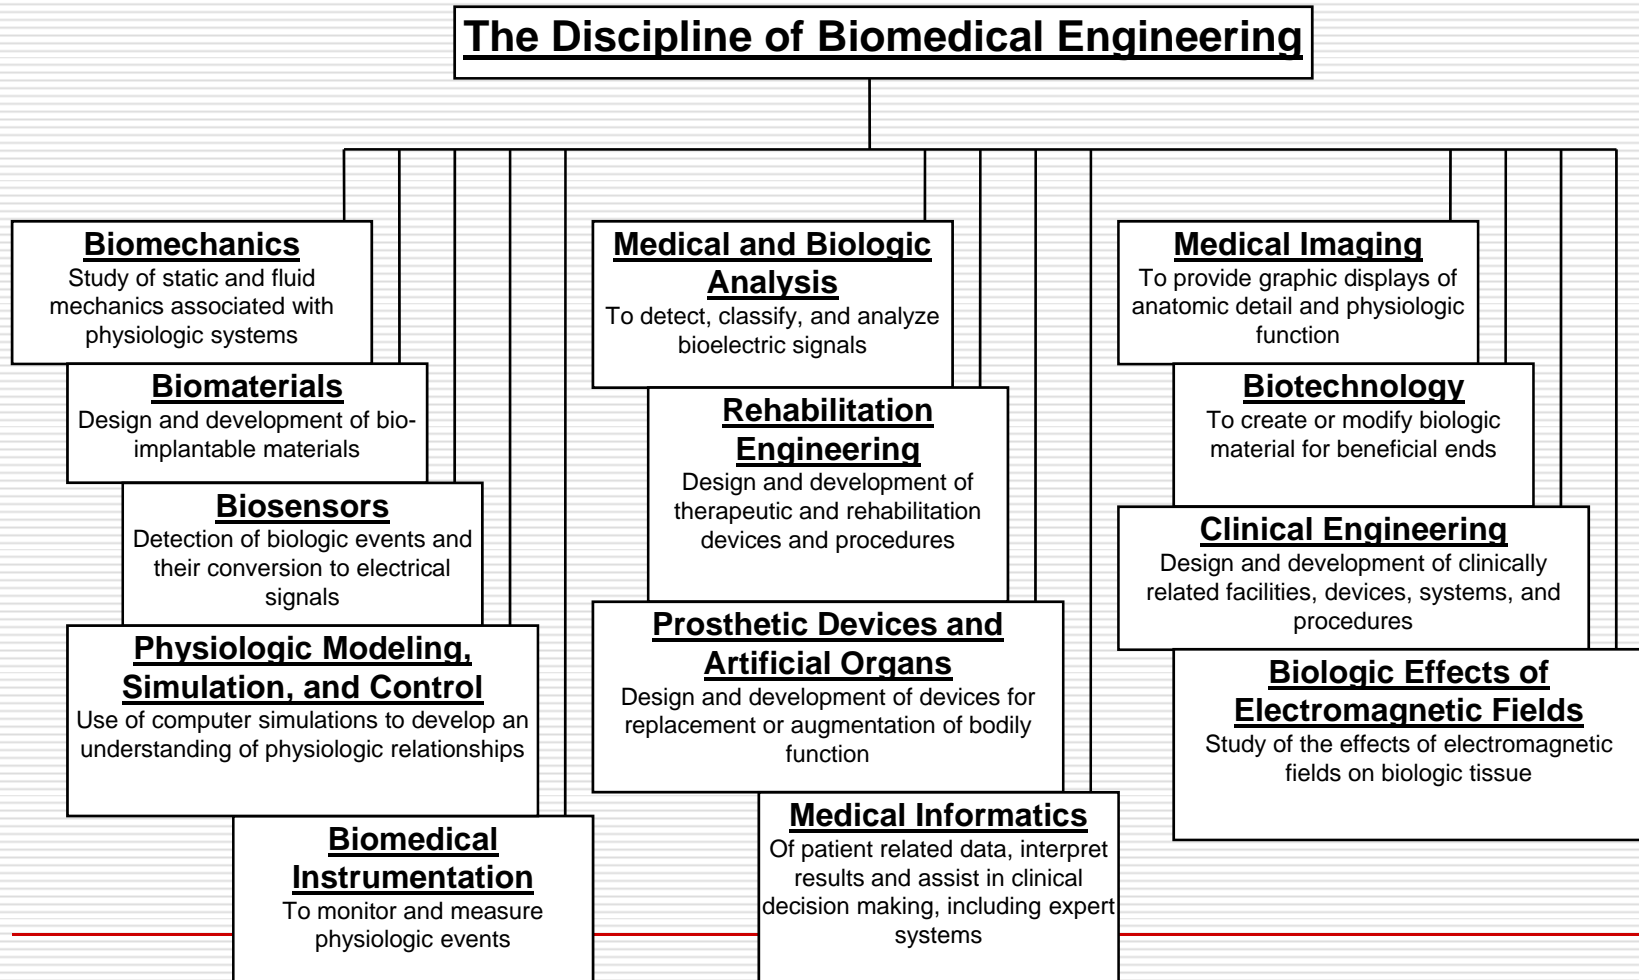 The Discipline of Biomedical Engineering
Biomechanics
Study of static and fluid
mechanics associated with
physiologic systems
Biomaterials
Design and development of bio-
implantable materials
Biosensors
Detection of biologic events and
their conversion to electrical
signals
Physiologic Modeling,
Simulation, and Control
Use of computer simulations to develop an
understanding of physiologic relationships
Biomedical
Instrumentation
To monitor and measure
physiologic events
Medical and Biologic
Analysis
To detect, classify, and analyze
bioelectric signals
Rehabilitation
Engineering
Design and development of
therapeutic and rehabilitation
devices and procedures
Prosthetic Devices and
Artificial Organs
Design and development of devices for
replacement or augmentation of bodily
function
Medical Informatics
Of patient related data, interpret
results and assist in clinical
decision making, including expert
systems
Medical Imaging
To provide graphic displays of
anatomic detail and physiologic
function
Biotechnology
To create or modify biologic
material for beneficial ends
Clinical Engineering
Design and development of clinically
related facilities, devices, systems, and
procedures
Biologic Effects of
Electromagnetic Fields
Study of the effects of electromagnetic
fields on biologic tissue